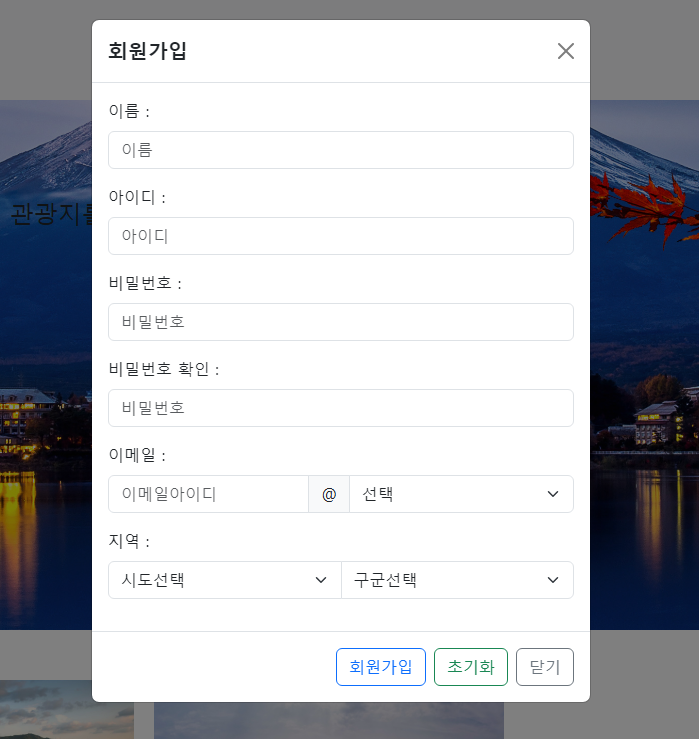 회원가입
이름 :
이름
관광지를
아이디 :
아이디
비밀번호 :
비밀번호
비밀번호 확인 :
비밀번호
이메일 :
이메일아이디 @ 선택
지역 :
시도선택 구군선택
회원가입 초기화 닫기